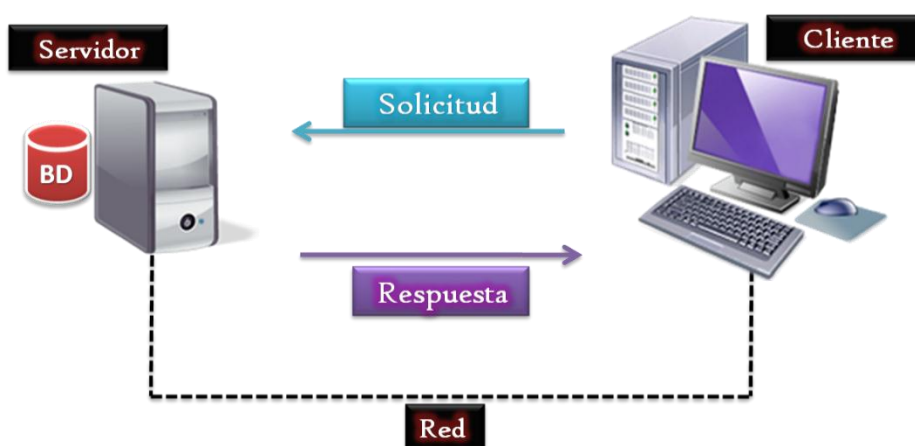 Servidor
Cliente
Solicitud
BD
Respuesta
Red